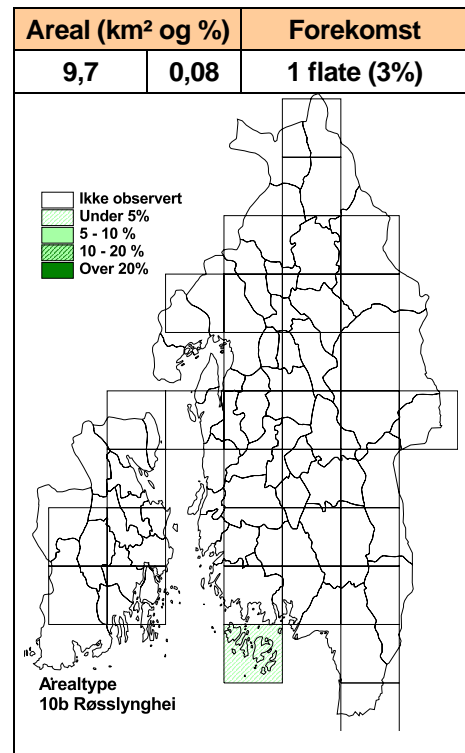 Areal (km² og %) Forekomst
9,7 0,08 1 flate (3%)
Ikke observert
Under 5%
5 - 10 %
10 - 20 %
Over 20%
Arealtype
10b Røsslynghei